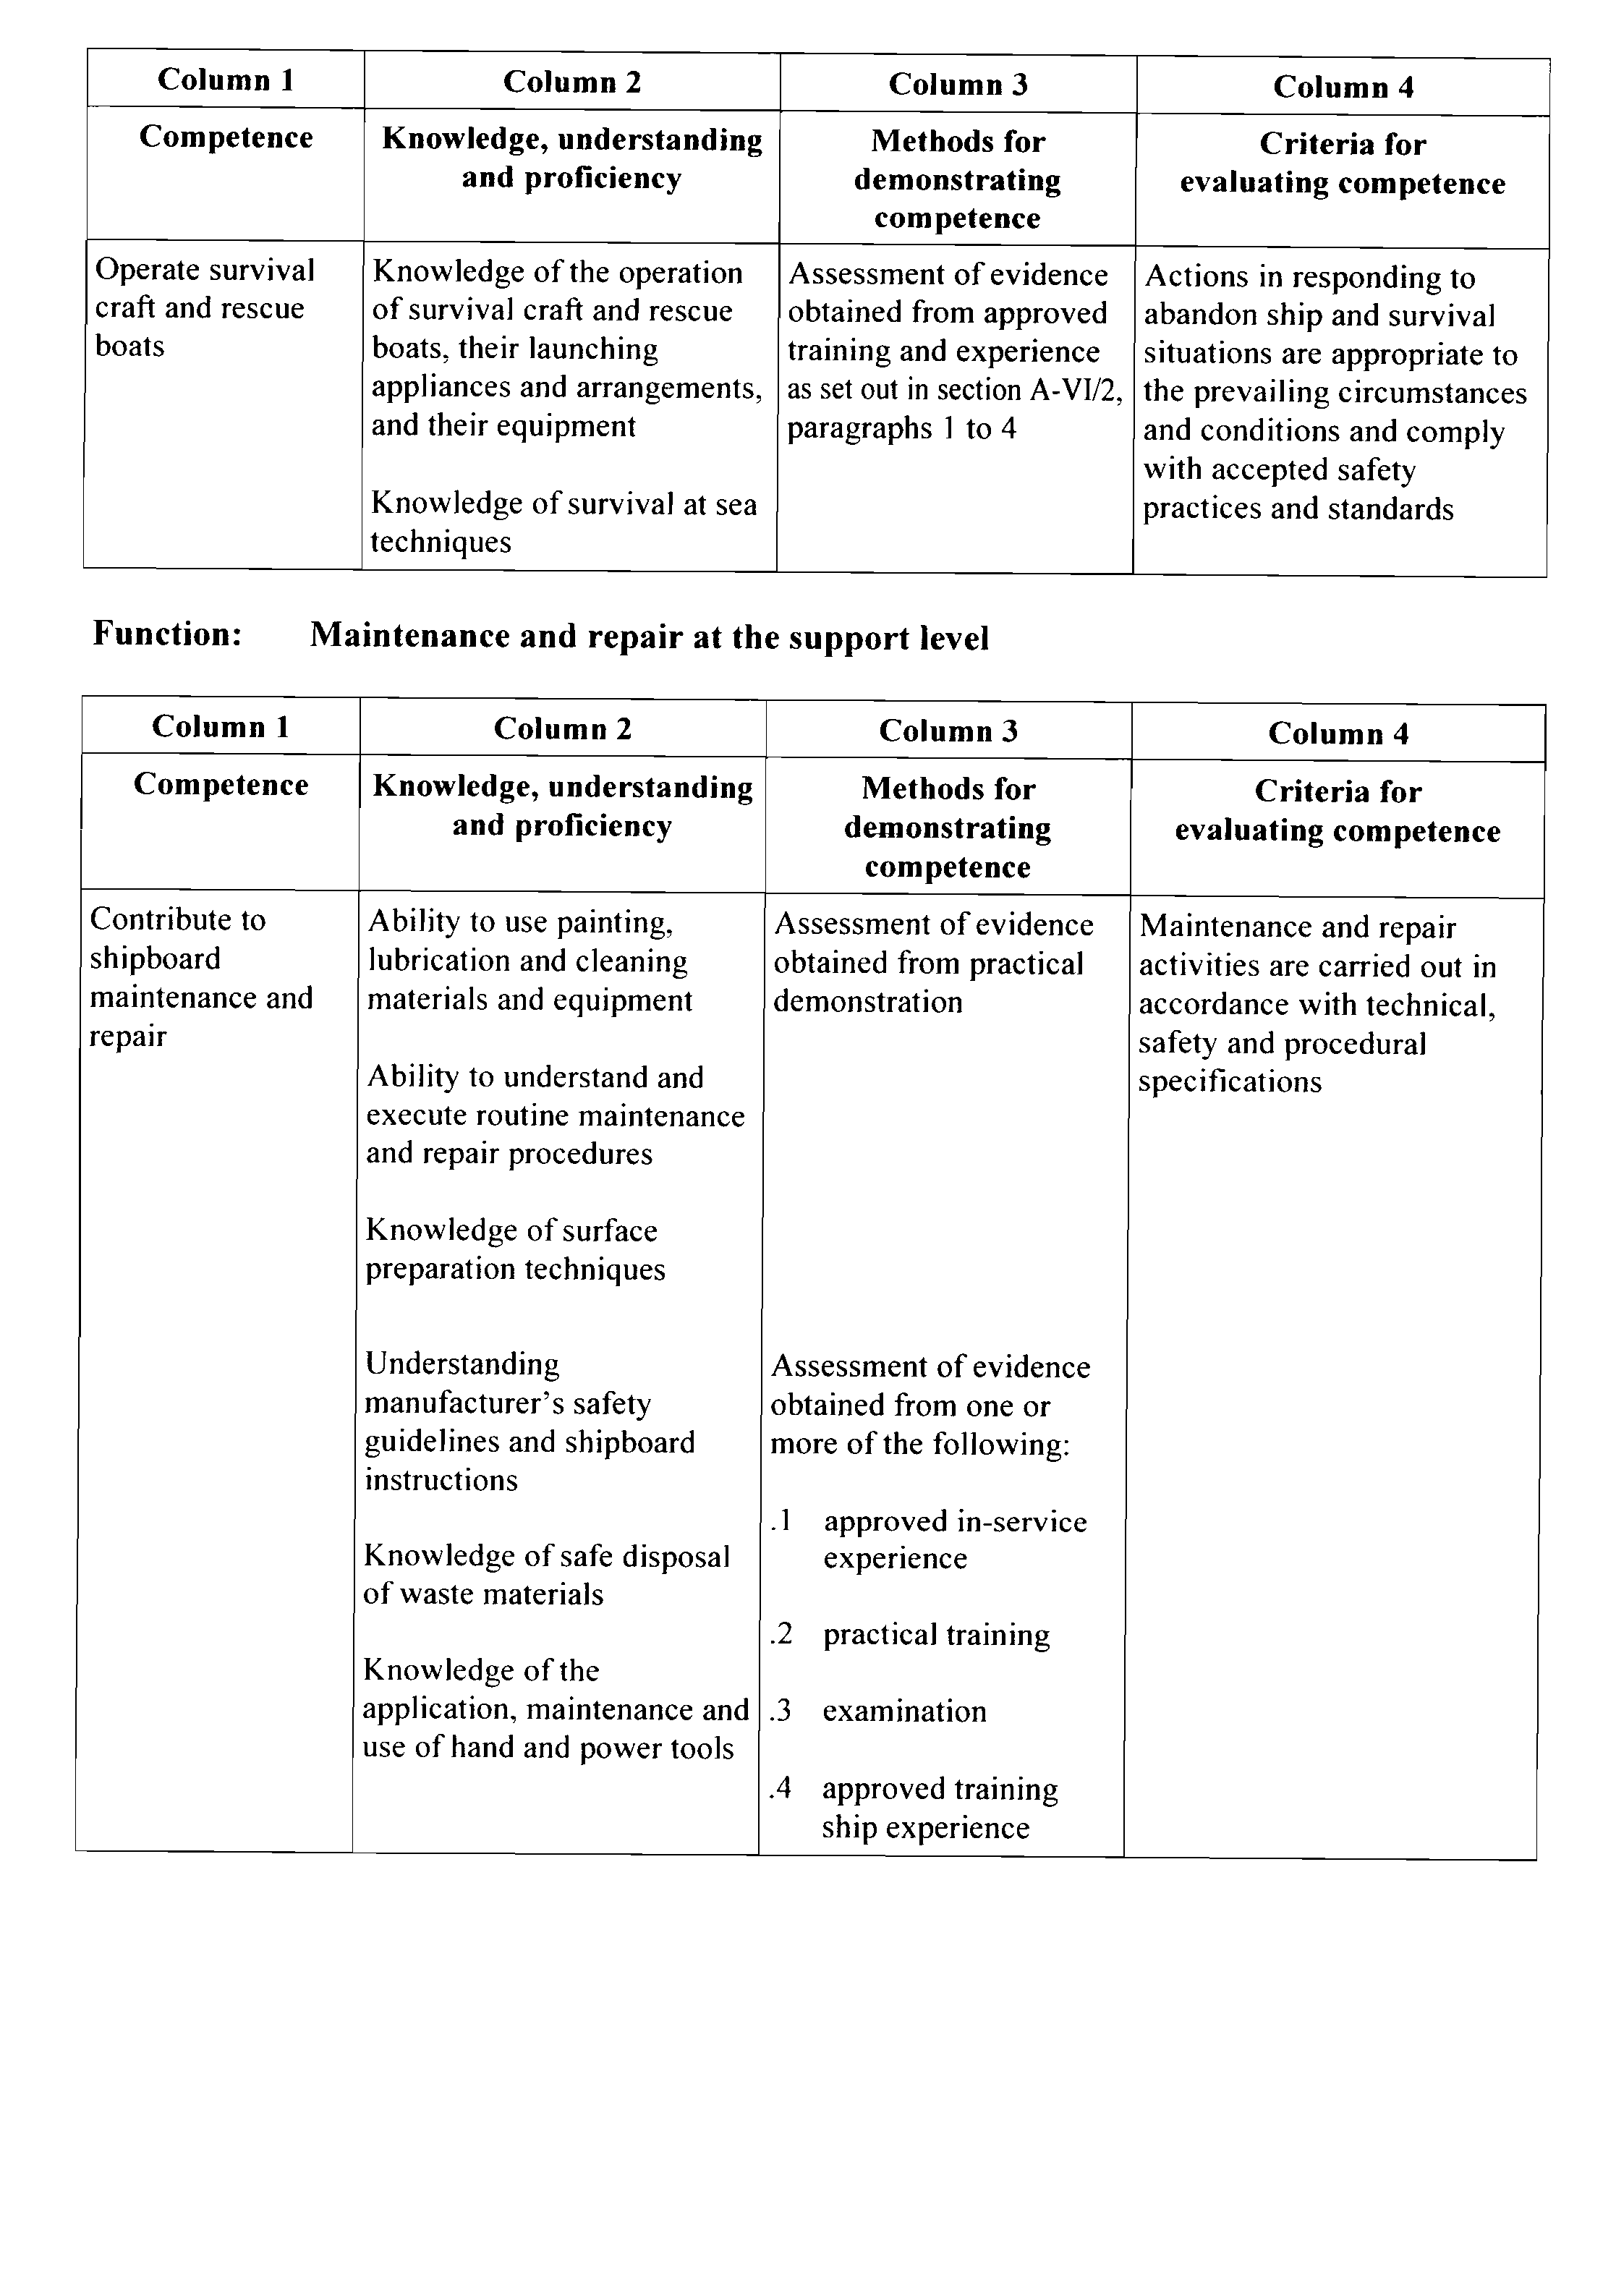 Column 1
Column 2
Column 3
Column 4
Competence
Knowledge, understanding
and proficiency
Methods for
demonstrating
competence
Criteria for
evaluating competence
Operate survival
craft and rescue
boats
Knowledge of the operation
of survival craft and rescue
boats, their launching
appliances and arrangements,
and their equipment
Knowledge of survival at sea
techniques
Assessment of evidence
obtained from approved
training and experience
as set out in section A-VI/2,
paragraphs 1 to 4
Actions in responding to
abandon ship and survival
situations are appropriate to
the prevailing circumstances
and conditions and comply
with accepted safety
practices and standards
Function: Maintenance and repair at the support level
Column 1
Column 2
Column 3
Column 4
Competence
Knowledge, understanding
and proficiency
Methods for
demonstrating
competence
Criteria for
evaluating competence
Contribute to
shipboard
maintenance and
repair
Ability to use painting,
lubrication and cleaning
materials and equipment
Ability to understand and
execute routine maintenance
and repair procedures
Knowledge of surface
preparation techniques
Understanding
manufacturer's safety
guidelines and shipboard
instructions
Knowledge of safe disposal
of waste materials
Knowledge of the
application, maintenance and
use of hand and power tools
Assessment of evidence
obtained from practical
demonstration
Assessment of evidence
obtained from one or
more of the following:
.1 approved in-service
experience
.2 practical training
.3 examination
.4 approved training
ship experience
Maintenance and repair
activities are carried out in
accordance with technical,
safety and procedural
specifications